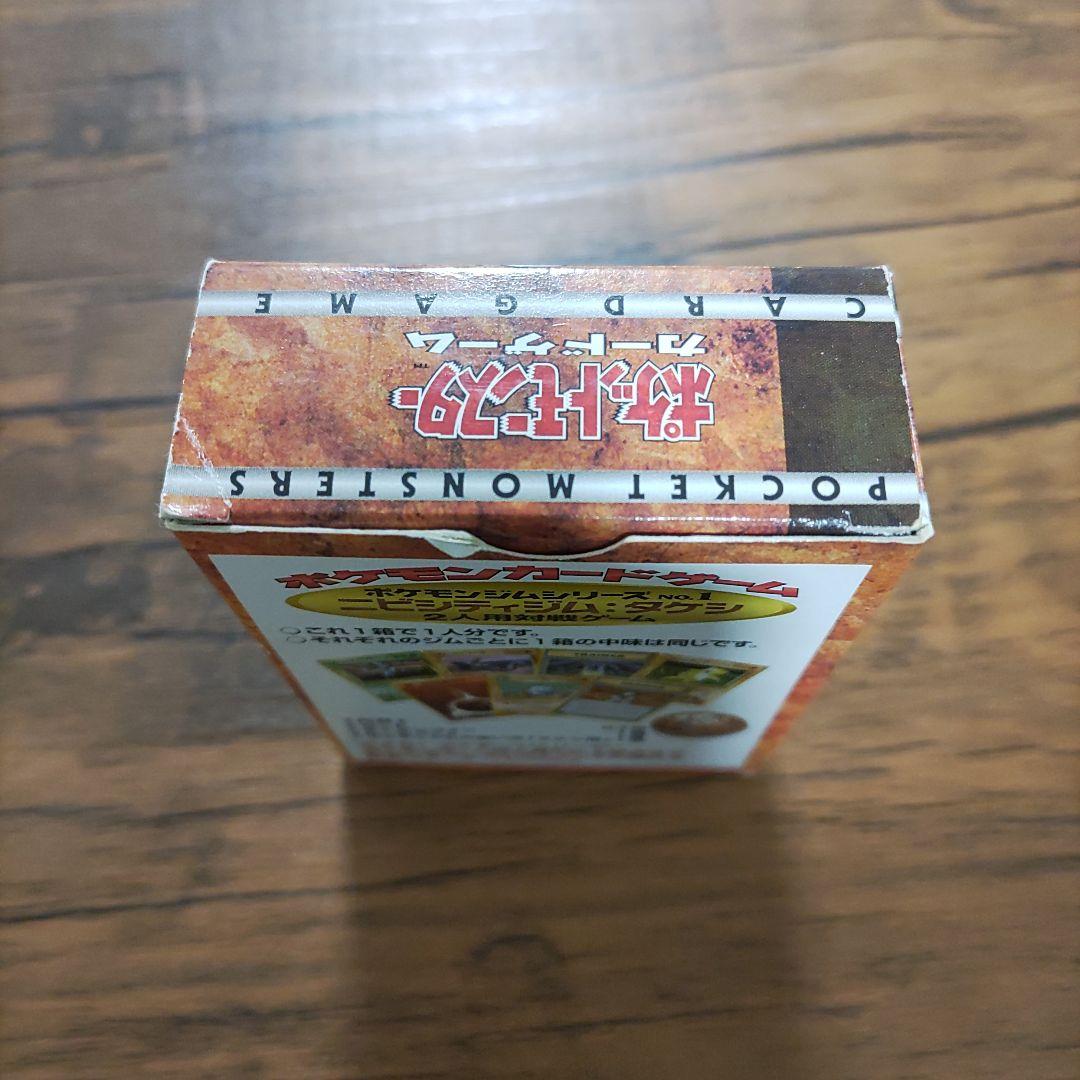 POCKET MONSTERS
ポケットモンスター™
カードゲーム
CARD GAME
ポケモンカードゲーム
ポケモンジムシリーズ NO.1
ニビシティジム:タケシ
2人用対戦ゲーム
○これ1箱で1人分です。
○それぞれのジムごとに1箱の中味は同じです。
TRAINER